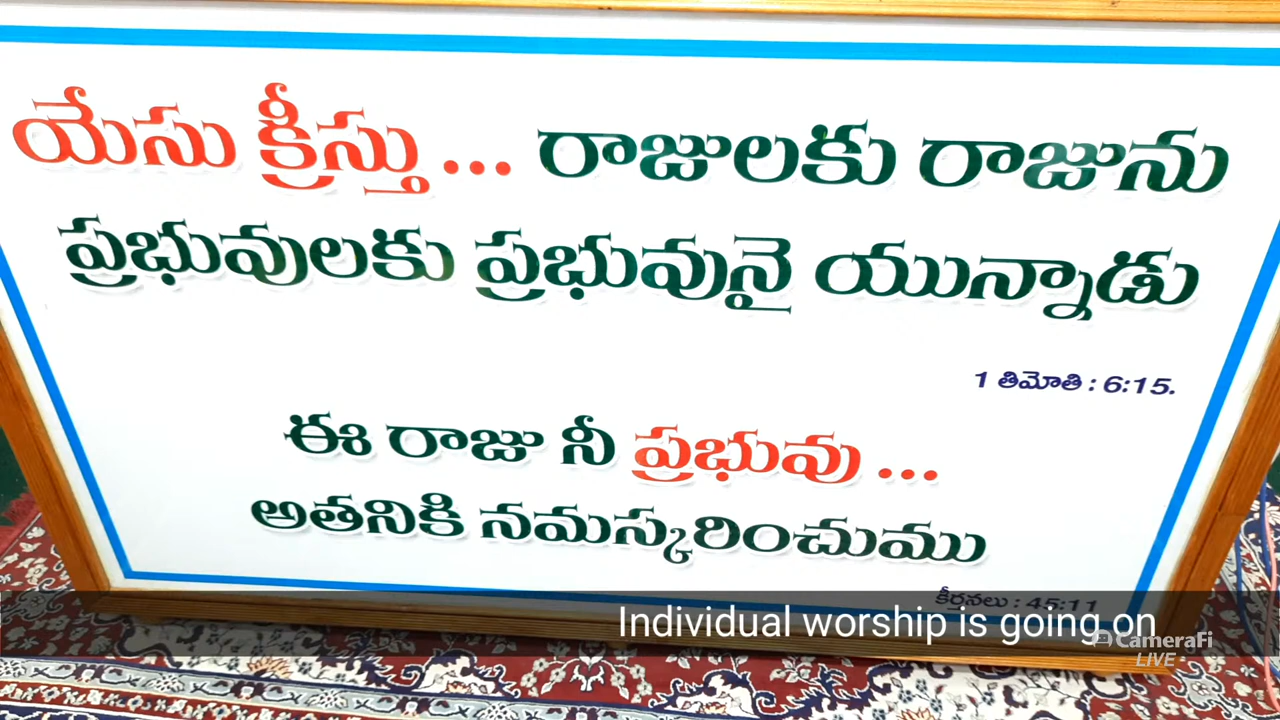 యేసు క్రీస్తు... రాజులకు రాజును
ప్రభువులకు ప్రభువునై యున్నాడు
1 తిమోతి : 6:15.
ఈ రాజు నీ ప్రభువు...
అతనికి నమస్కరించుము
కీర్తనలు : 45:11
Individual worship is going on
CameraFi
LIVE